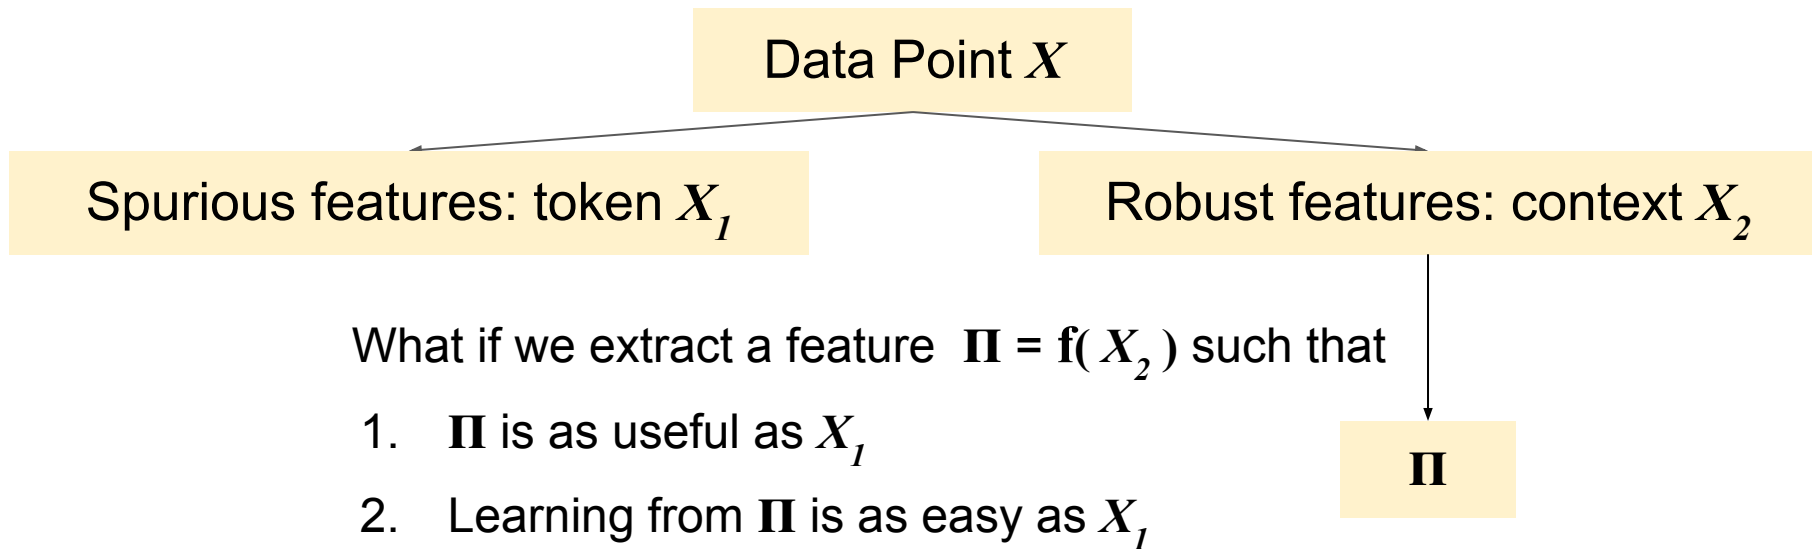 Data Point X
Spurious features: token X₁
Robust features: context X₂
What if we extract a feature Π = f( X₂ ) such that
1. Π is as useful as X₁
Π
2. Learning from Π is as easy as X₁